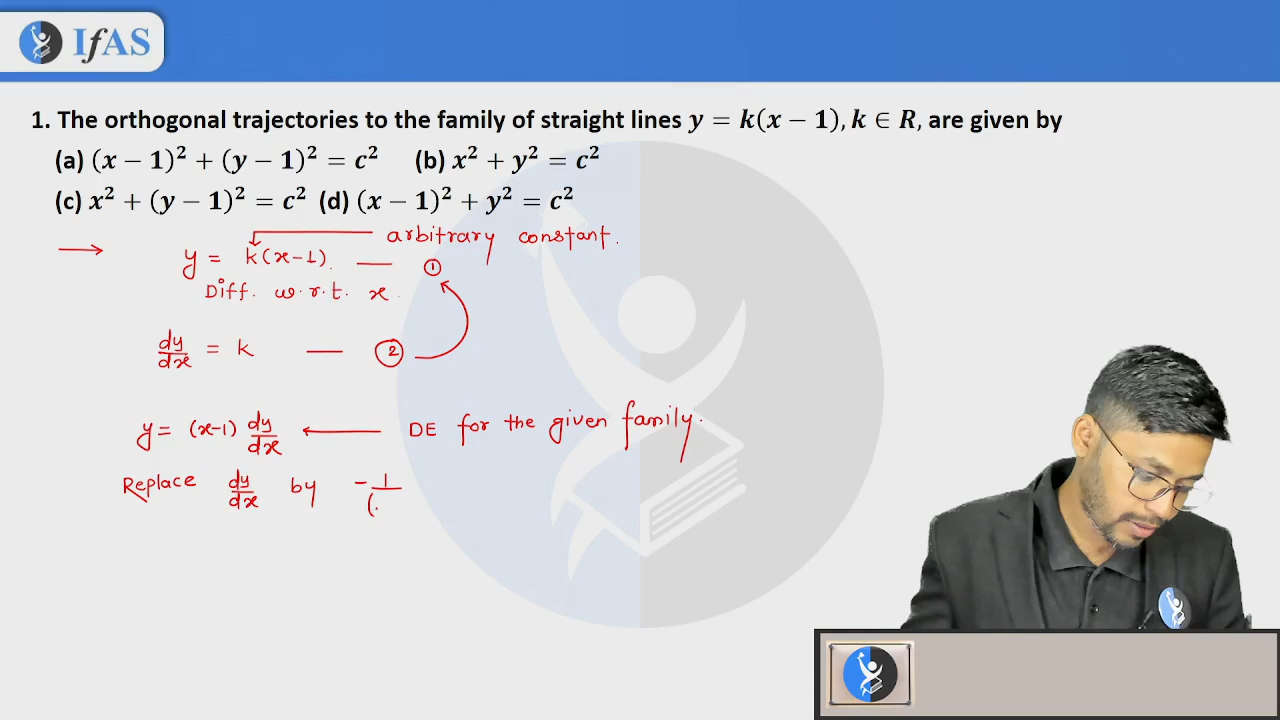 IfAS
1. The orthogonal trajectories to the family of straight lines y = k(x − 1), k ∈ R, are given by
(a) (x − 1)² + (y − 1)² = c² (b) x² + y² = c²
(c) x² + (y − 1)² = c² (d) (x − 1)² + y² = c²
arbitrary constant.
y = k(x-1). — ①
Diff. w.r.t. x.
dy/dx = k — ②
y = (x-1) dy/dx ← DE for the given family.
Replace dy/dx by -1/(